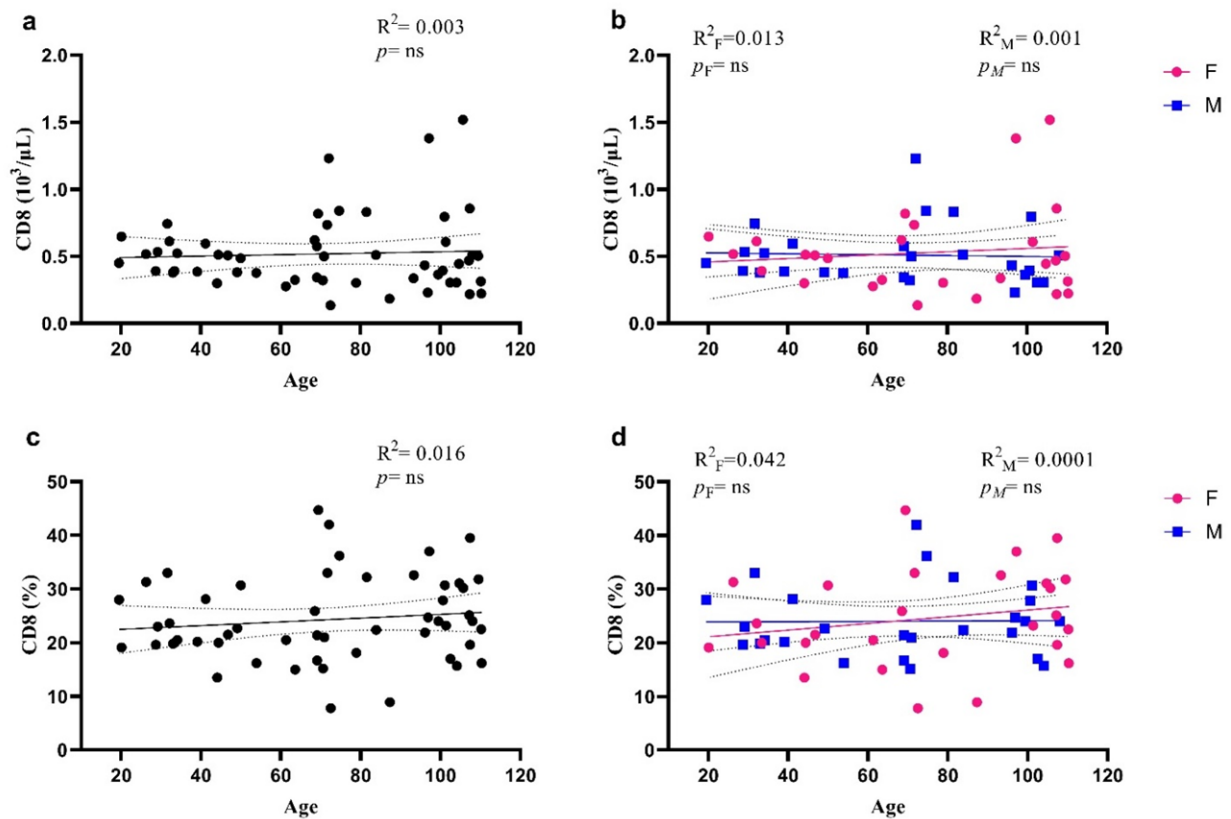 a
R²= 0.003
p= ns
2.0
1.5
1.0
0.5
0.0
CD8 (10³/µL)
20 40 60 80 100 120
Age
b
R²F=0.013
pF= ns
R²M=0.001
pM= ns
F
M
2.0
1.5
1.0
0.5
0.0
CD8 (10³/µL)
20 40 60 80 100 120
Age
c
R²= 0.016
p= ns
50
40
30
20
10
0
CD8 (%)
20 40 60 80 100 120
Age
d
R²F=0.042
pF= ns
R²M= 0.0001
pM= ns
F
M
50
40
30
20
10
0
CD8 (%)
20 40 60 80 100 120
Age